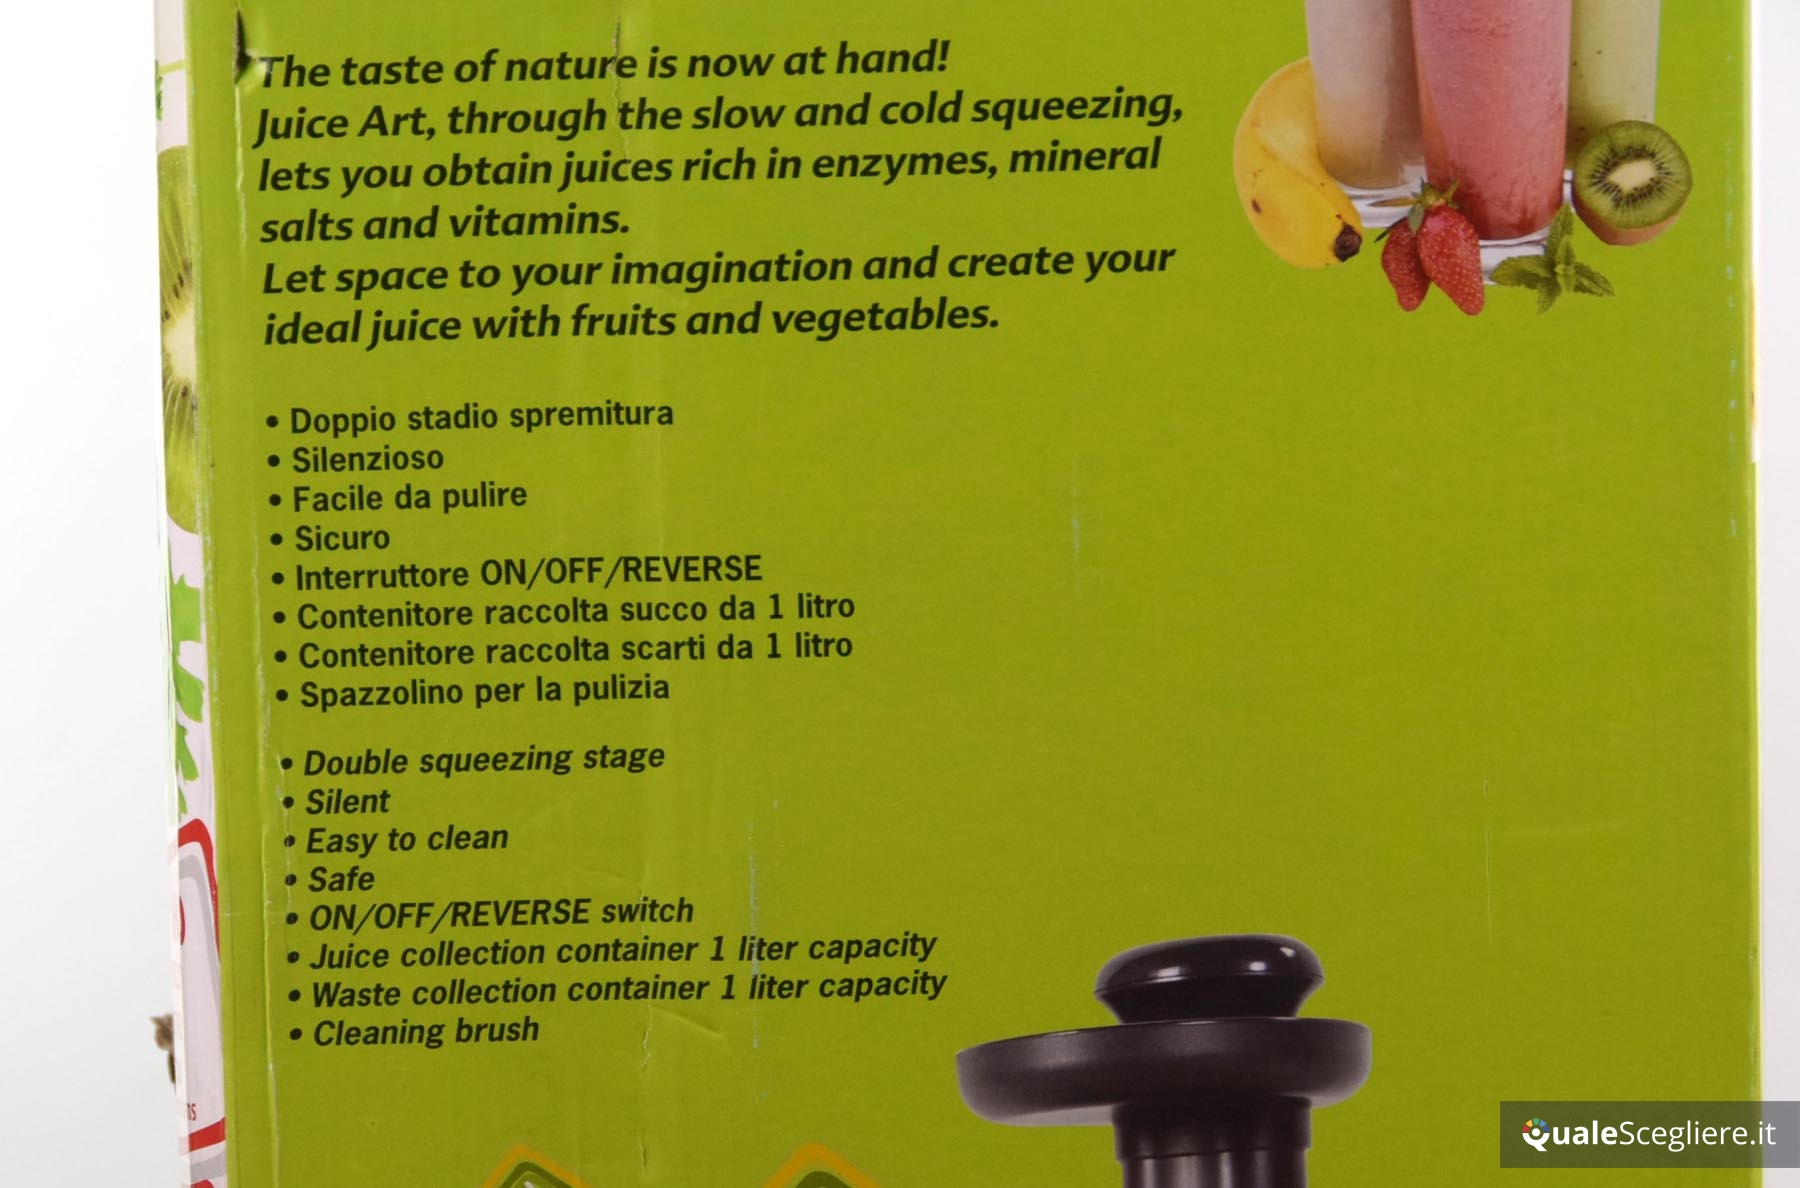 The taste of nature is now at hand!
Juice Art, through the slow and cold squeezing,
lets you obtain juices rich in enzymes, mineral
salts and vitamins.
Let space to your imagination and create your
ideal juice with fruits and vegetables.
• Doppio stadio spremitura
• Silenzioso
• Facile da pulire
• Sicuro
• Interruttore ON/OFF/REVERSE
• Contenitore raccolta succo da 1 litro
• Contenitore raccolta scarti da 1 litro
• Spazzolino per la pulizia
• Double squeezing stage
• Silent
• Easy to clean
• Safe
• ON/OFF/REVERSE switch
• Juice collection container 1 liter capacity
• Waste collection container 1 liter capacity
• Cleaning brush
QualeScegliere.it